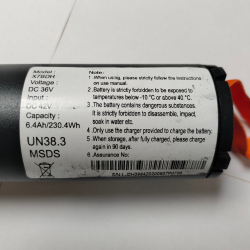 Model :
Voltage :
DC 36V
Input :
DC 42V
Capacity :
6.4Ah/230.4Wh
UN38.3
MSDS
Note:
1.When using, please strictly follow the instructions
on use manual.
2.Battery is strictly forbidden to be exposed to
temperatures below -10 °C or above 40 °C.
3.The battery contains dangerous substances.
It is strictly forbidden to disassemble, impact,
soak in water etc.
4.Only use the charger provided to charge the battery.
5.When storage, after fully charged, please charge
again in 90 days.
6.Assurance No: